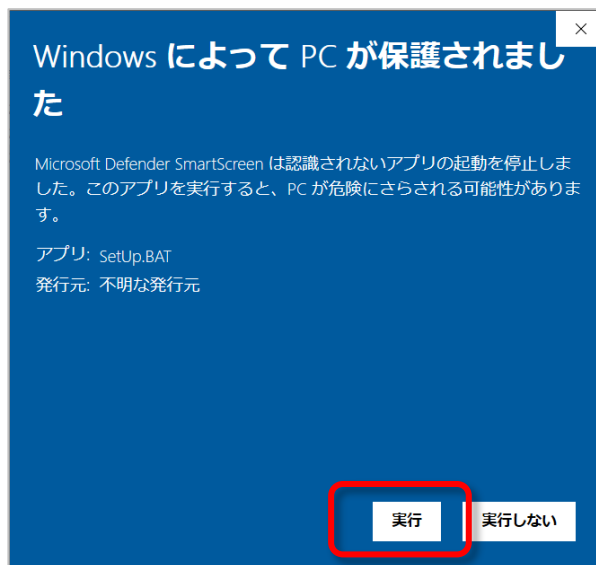 Windows によって PC が保護されまし
た
Microsoft Defender SmartScreen は認識されないアプリの起動を停止しま
した。このアプリを実行すると、PC が危険にさらされる可能性がありま
す。
アプリ: SetUp.BAT
発行元: 不明な発行元
実行 実行しない